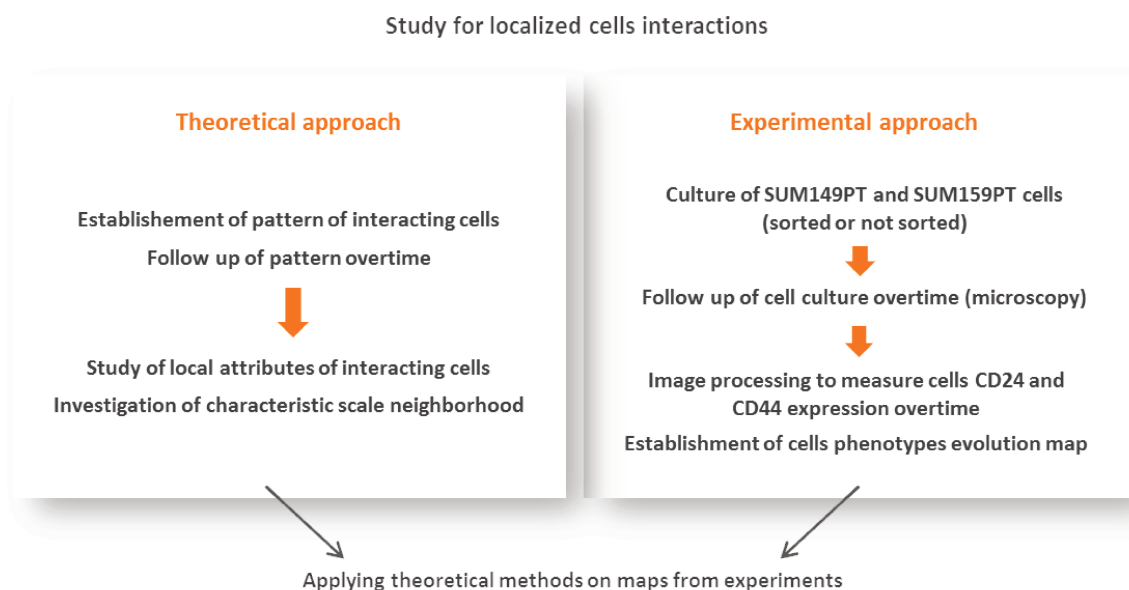 Study for localized cells interactions
Theoretical approach
Establishement of pattern of interacting cells
Follow up of pattern overtime
Study of local attributes of interacting cells
Investigation of characteristic scale neighborhood
Experimental approach
Culture of SUM149PT and SUM159PT cells
(sorted or not sorted)
Follow up of cell culture overtime (microscopy)
Image processing to measure cells CD24 and
CD44 expression overtime
Establishment of cells phenotypes evolution map
Applying theoretical methods on maps from experiments